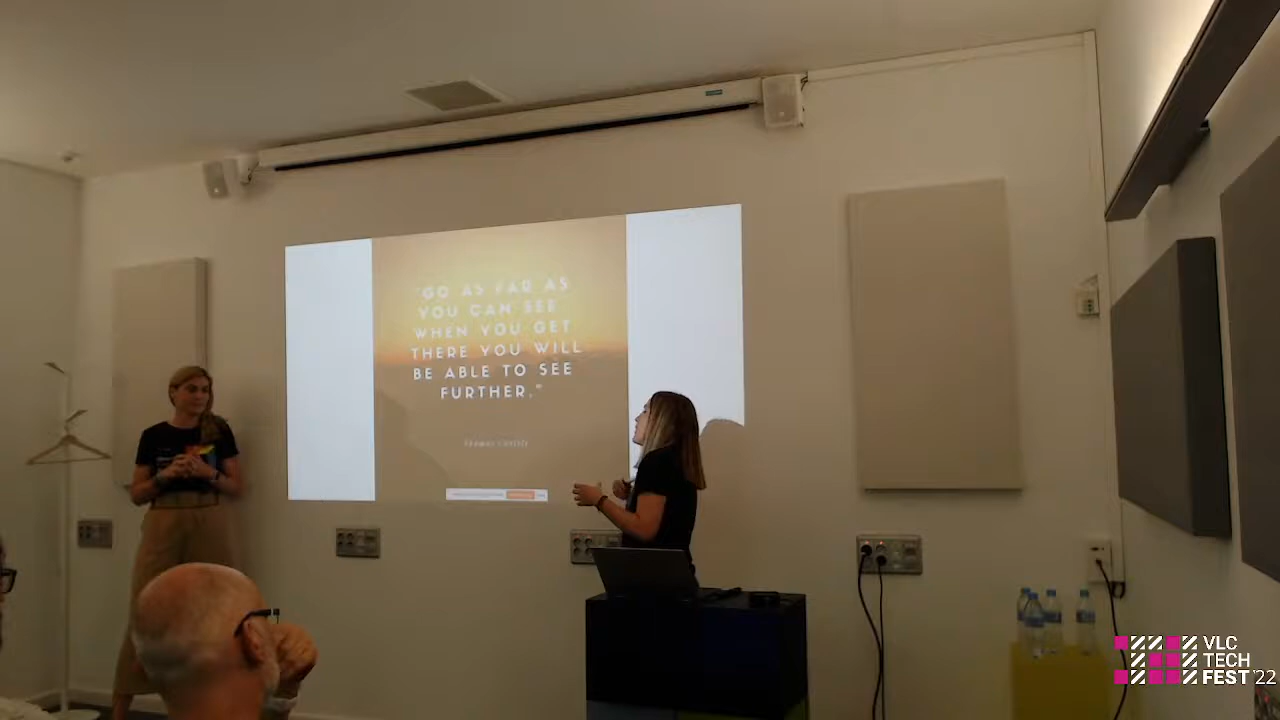 "GO AS FAR AS
YOU CAN SEE
WHEN YOU GET
THERE YOU WILL
BE ABLE TO SEE
FURTHER."
VLC
TECH
FEST '22